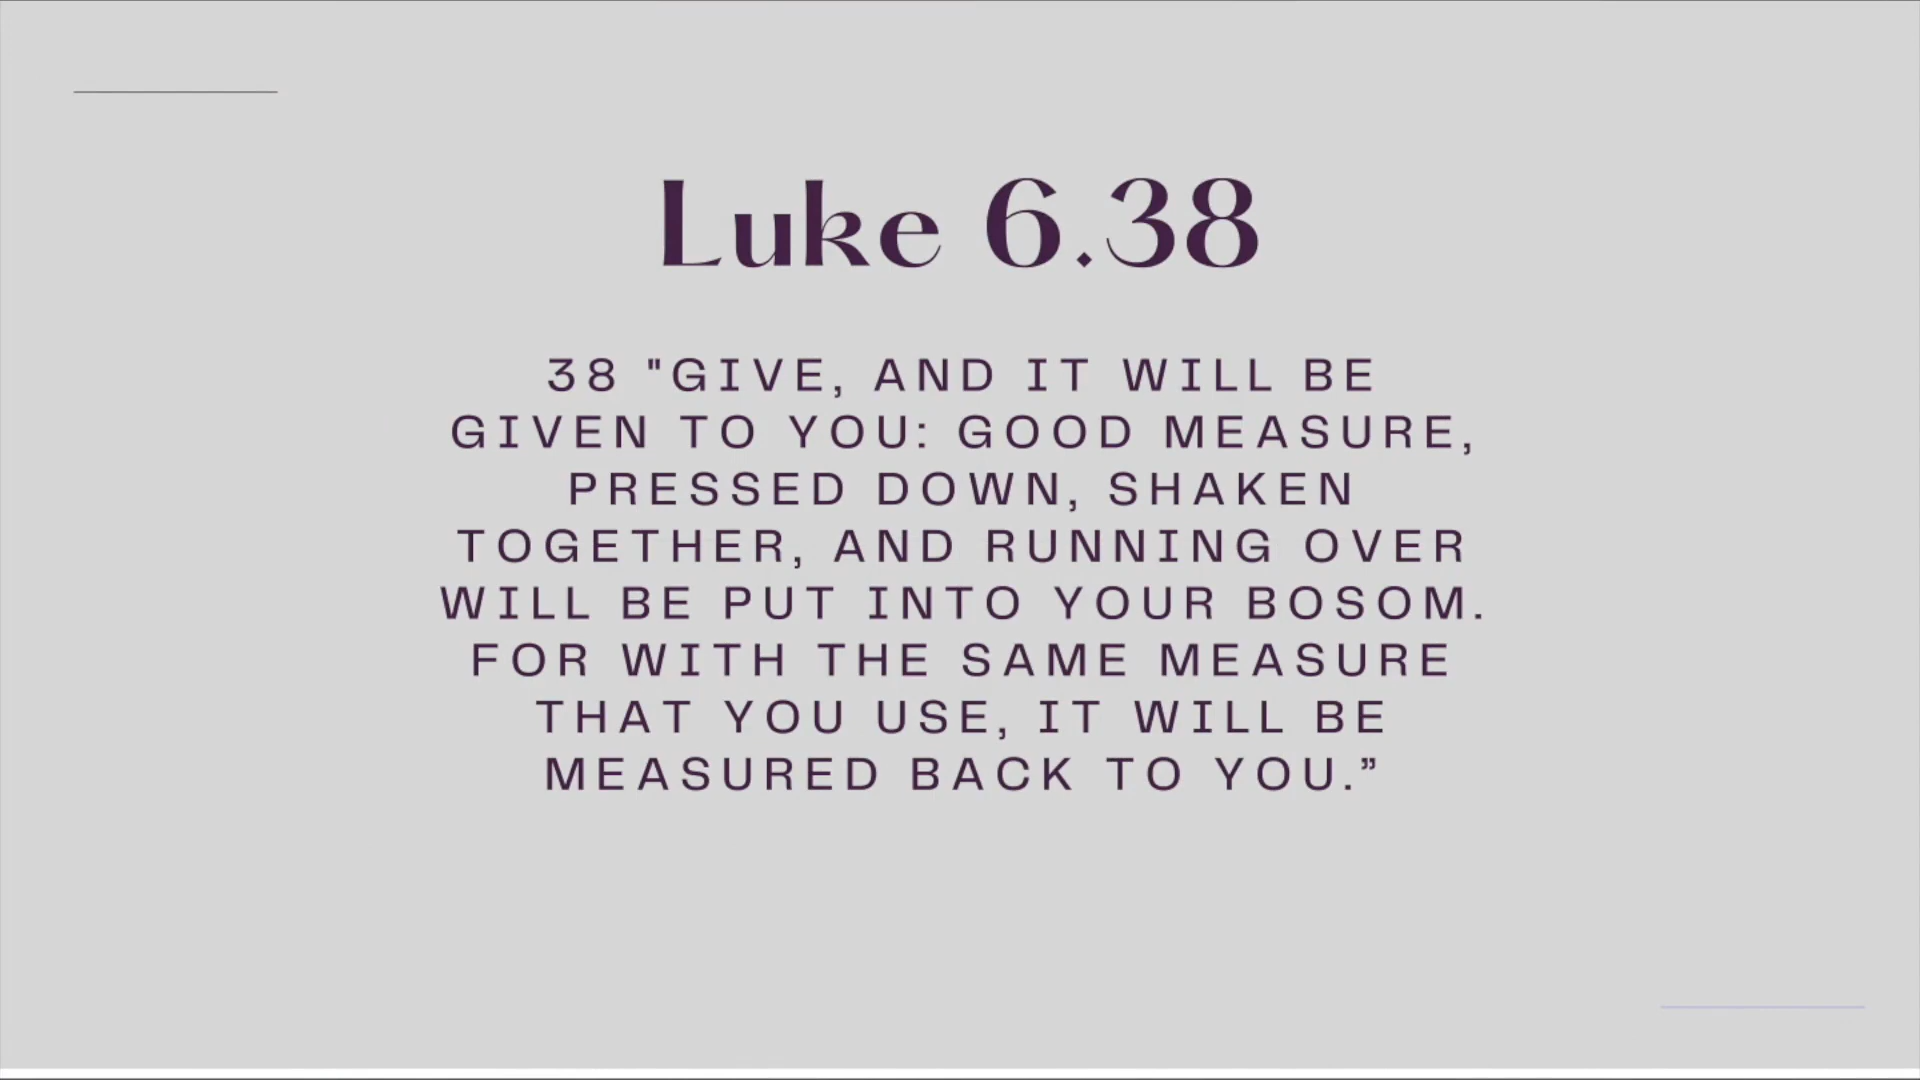 Luke 6.38
38 "GIVE, AND IT WILL BE
GIVEN TO YOU: GOOD MEASURE,
PRESSED DOWN, SHAKEN
TOGETHER, AND RUNNING OVER
WILL BE PUT INTO YOUR BOSOM.
FOR WITH THE SAME MEASURE
THAT YOU USE, IT WILL BE
MEASURED BACK TO YOU.”